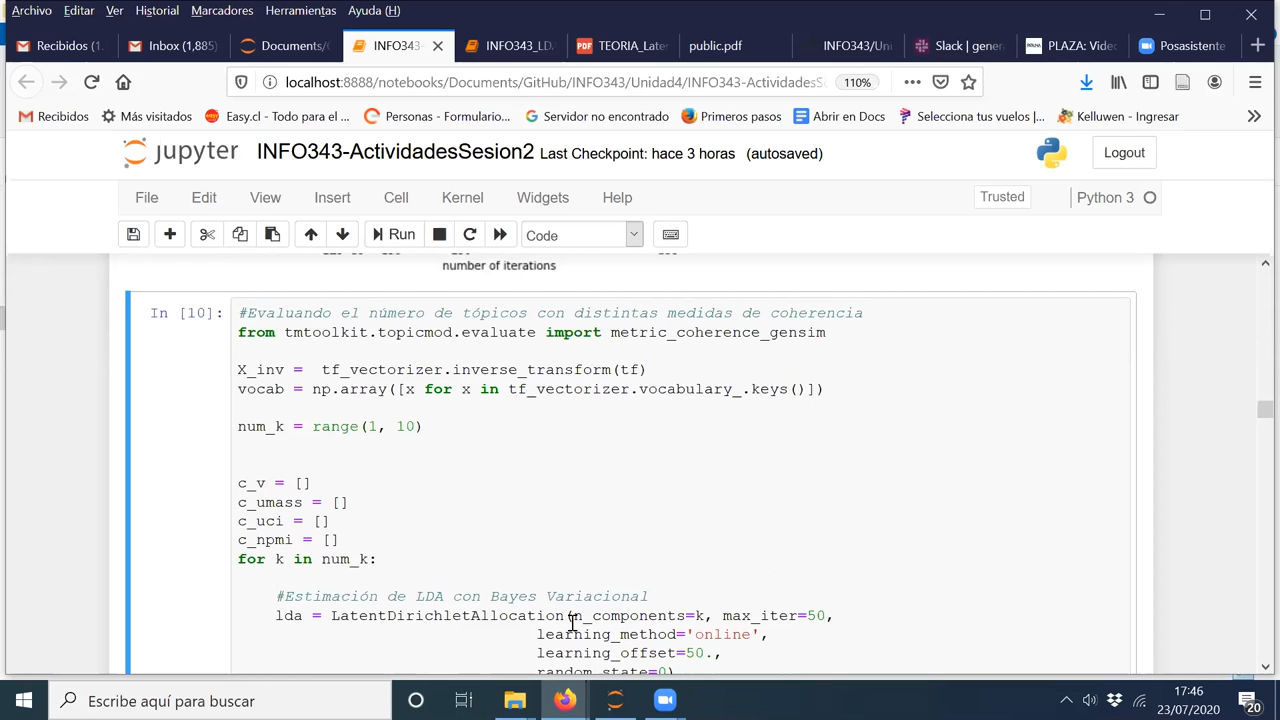 Archivo Editar Ver Historial Marcadores Herramientas Ayuda (H)
Recibidos (1. Inbox (1,885) Documents/ INFO343- INFO343_LD. TEORIA_Late public.pdf INFO343/Uni Slack | gener PLAZA: Vide Posasistente
localhost:8888/notebooks/Documents/GitHub/INFO343/Unidad4/INFO343-ActividadesSe 110%
Recibidos Más visitados Easy.cl - Todo para el ... Personas - Formulario... Servidor no encontrado Primeros pasos Abrir en Docs Selecciona tus vuelos |... Kelluwen - Ingresar
jupyter INFO343-ActividadesSesion2 Last Checkpoint: hace 3 horas (autosaved) Logout
File Edit View Insert Cell Kernel Widgets Help Trusted Python 3
Run Code
number of iterations
In [10]: #Evaluando el número de tópicos con distintas medidas de coherencia
from tmtoolkit.topicmod.evaluate import metric_coherence_gensim
X_inv = tf_vectorizer.inverse_transform(tf)
vocab = np.array([x for x in tf_vectorizer.vocabulary_.keys()])
num_k = range(1, 10)
c_v = []
c_umass = []
c_uci = []
c_npmi = []
for k in num_k:
#Estimación de LDA con Bayes Variacional
lda = LatentDirichletAllocation(n_components=k, max_iter=50,
learning_method='online',
learning_offset=50.,
random_state=0)
Escribe aquí para buscar
17:46
23/07/2020
20